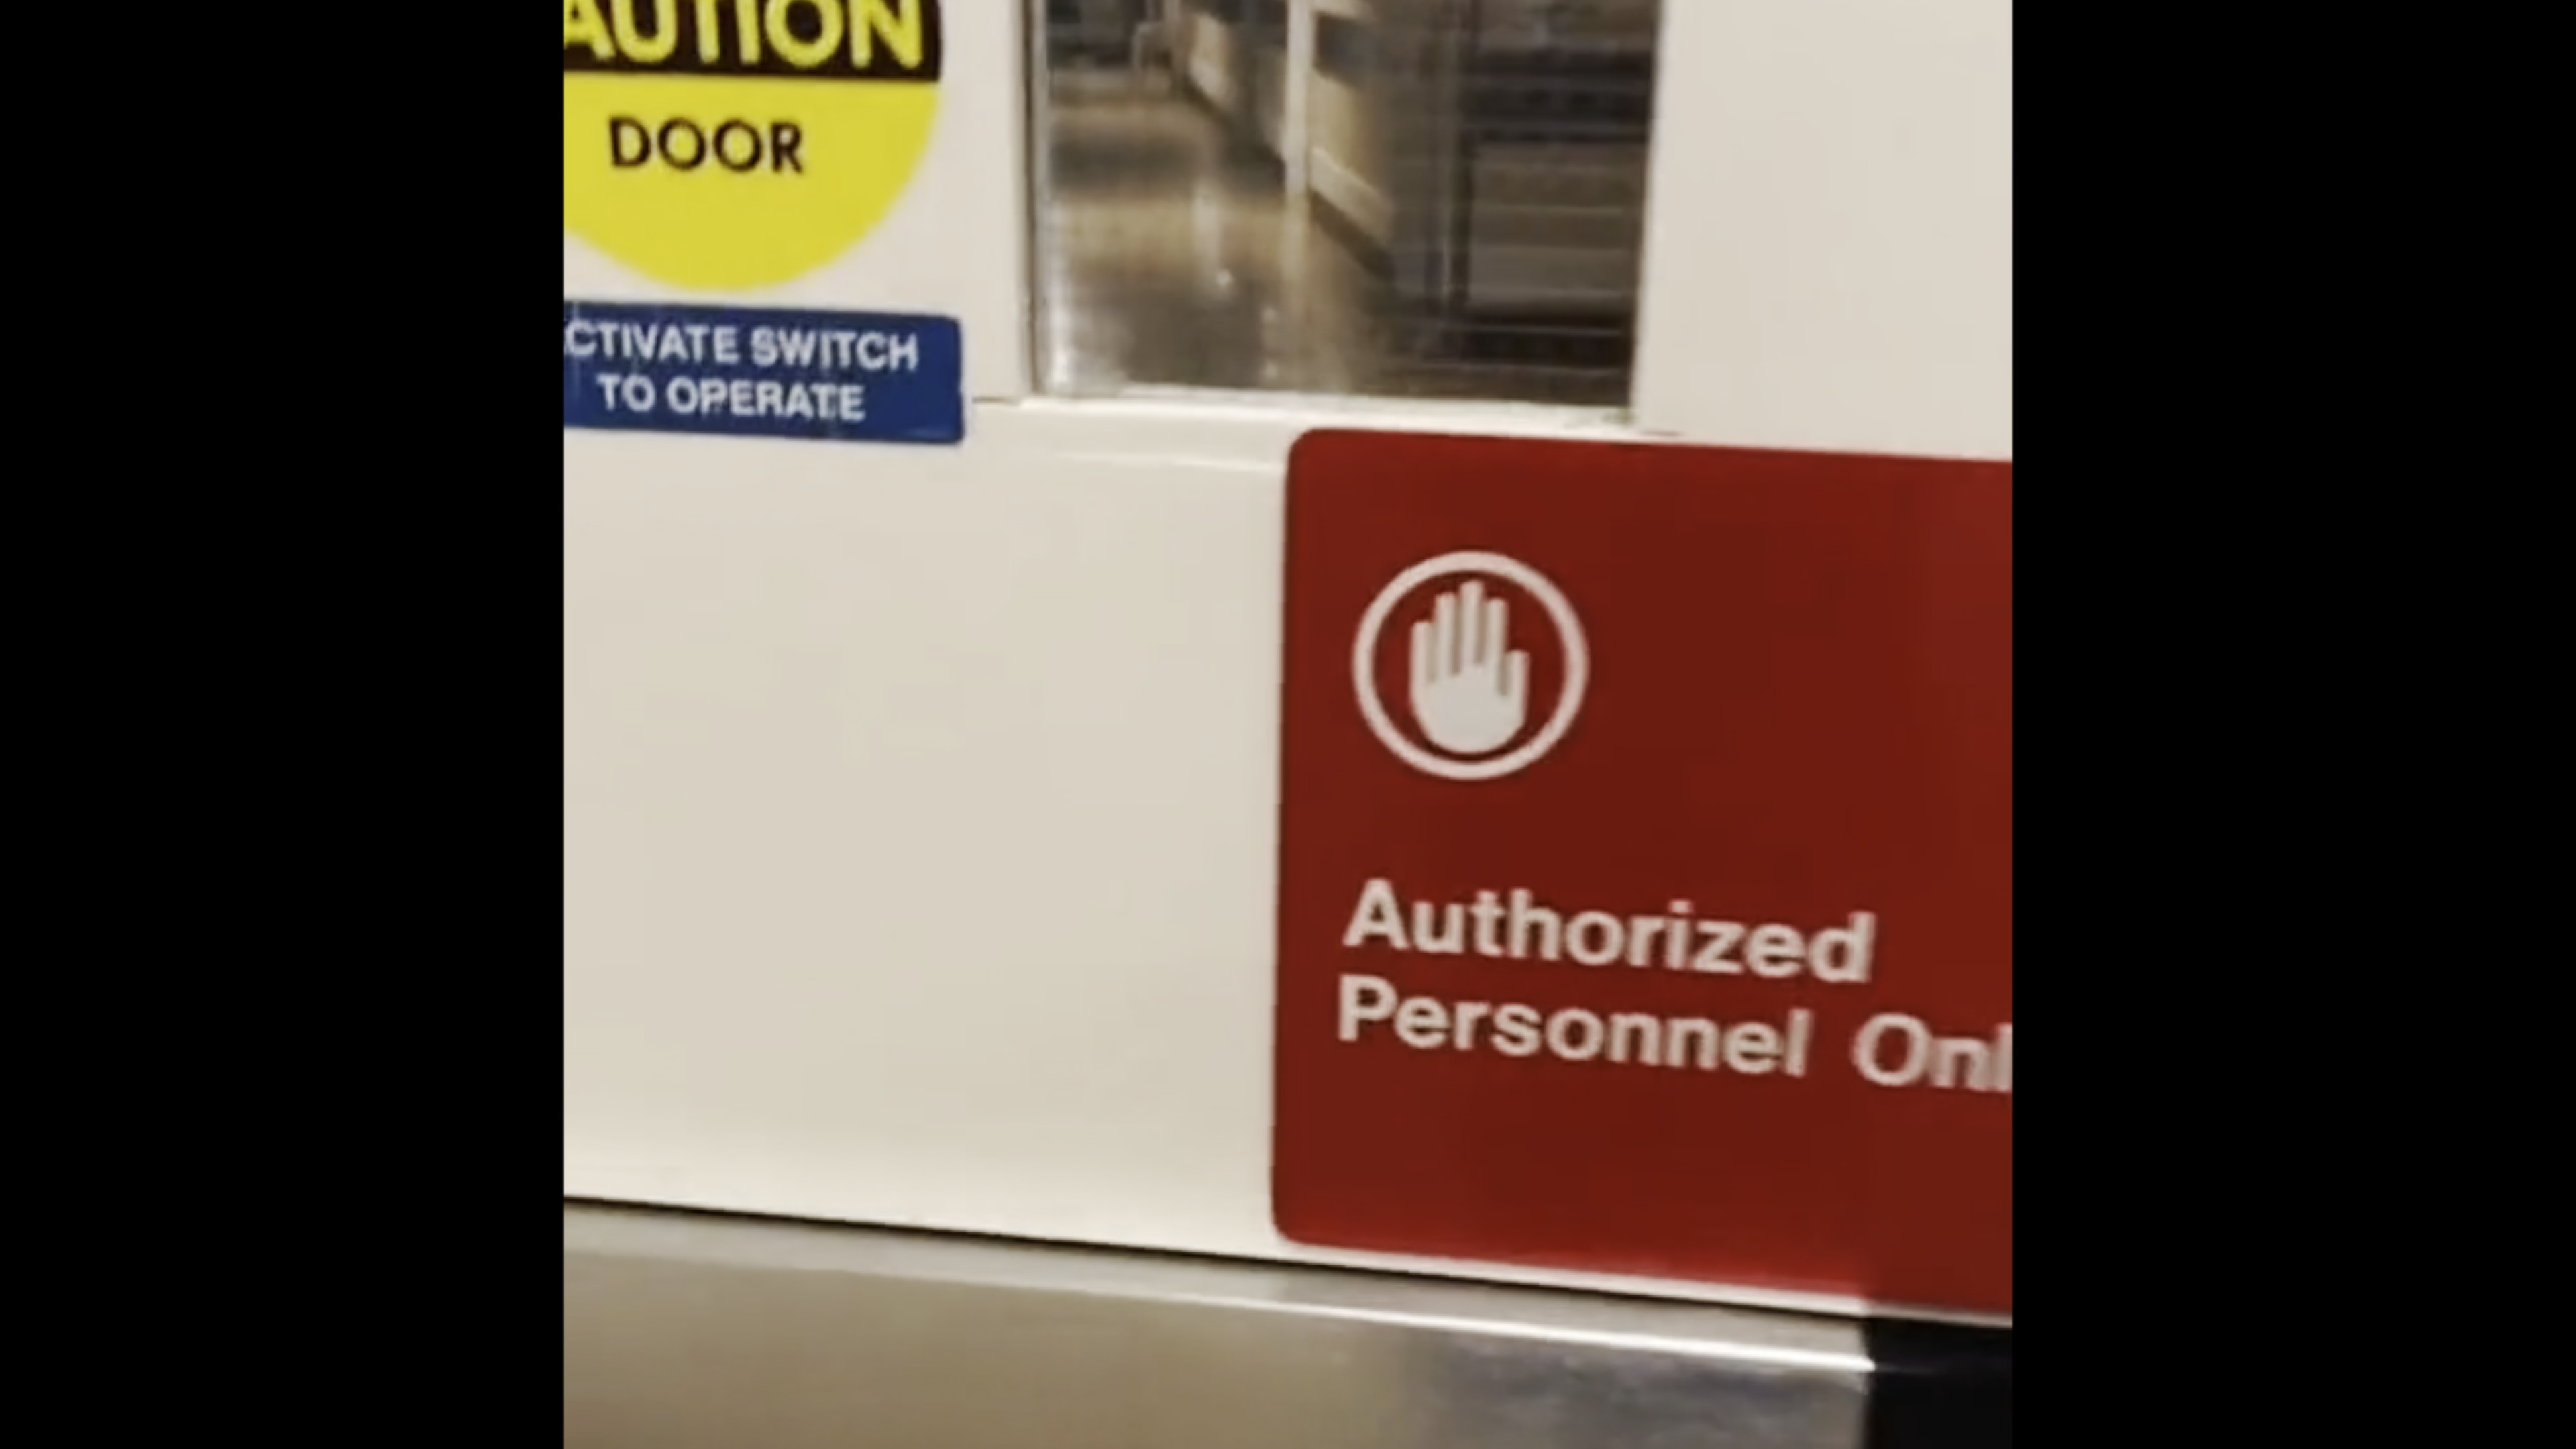 AUTION
DOOR
CTIVATE SWITCH
TO OPERATE
Authorized
Personnel Onl